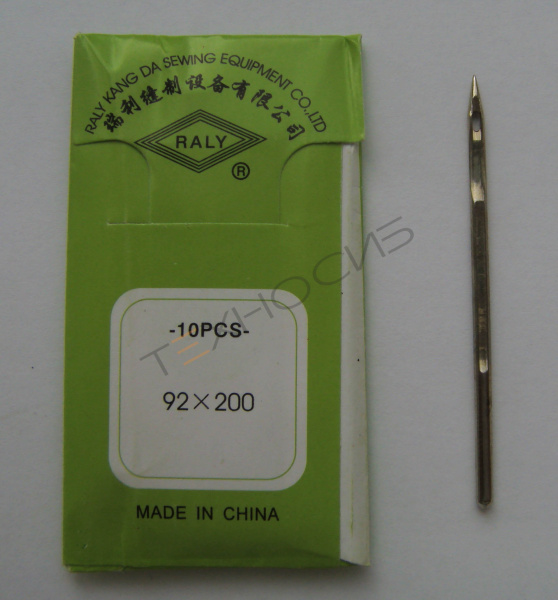 RALY KANG DA SEWING EQUIPMENT CO.,LTD
瑞利缝制设备有限公司
RALY
®
-10PCS-
92×200
MADE IN CHINA
ТЕХНОСИБ